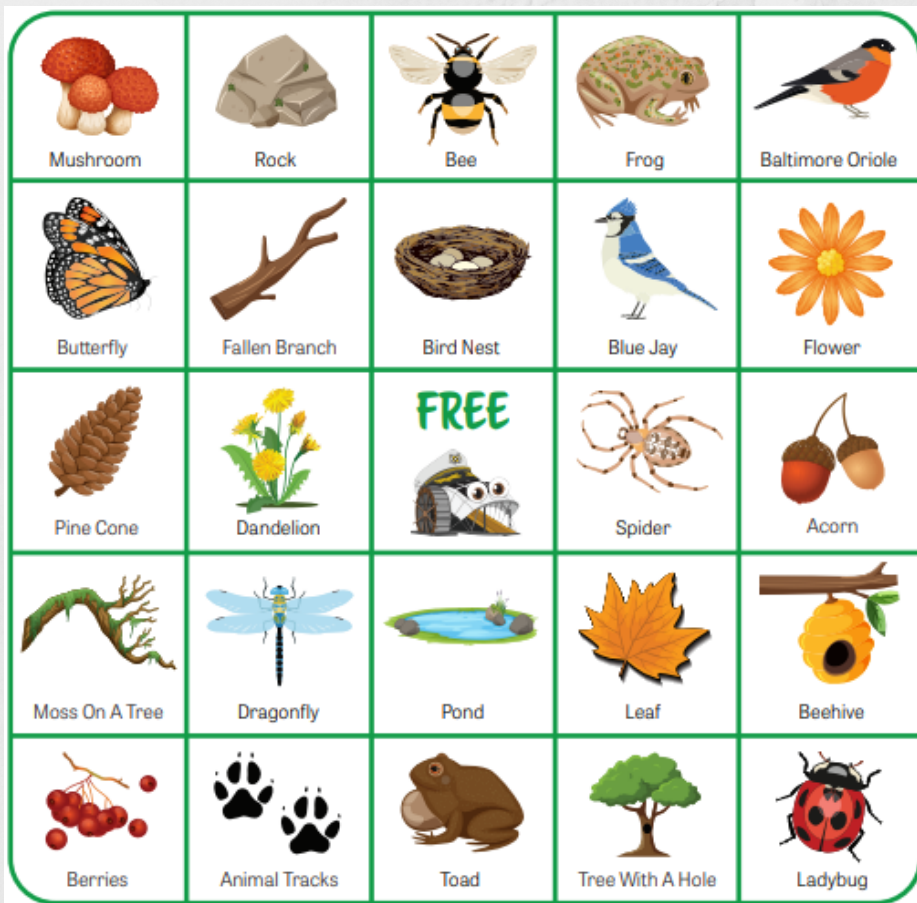 Mushroom
Rock
Bee
Frog
Baltimore Oriole
Butterfly
Fallen Branch
Bird Nest
Blue Jay
Flower
Pine Cone
Dandelion
FREE
Spider
Acorn
Moss On A Tree
Dragonfly
Pond
Leaf
Beehive
Berries
Animal Tracks
Toad
Tree With A Hole
Ladybug